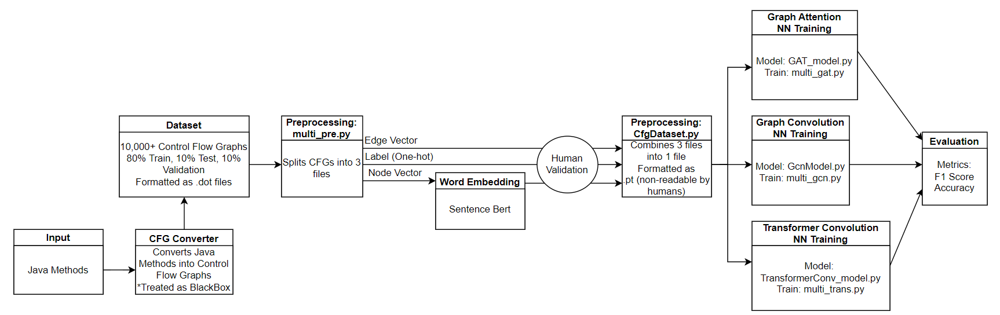 Input
Java Methods
CFG Converter
Converts Java
Methods into Control
Flow Graphs
*Treated as BlackBox
Dataset
10,000+ Control Flow Graphs
80% Train, 10% Test, 10%
Validation
Formatted as .dot files
Preprocessing:
multi_pre.py
Splits CFGs into 3
files
Edge Vector
Label (One-hot)
Node Vector
Word Embedding
Sentence Bert
Human
Validation
Preprocessing:
CfgDataset.py
Combines 3 files
into 1 file
Formatted as
.pt (non-readable by
humans)
Graph Attention
NN Training
Model: GAT_model.py
Train: multi_gat.py
Graph Convolution
NN Training
Model: GcnModel.py
Train: multi_gcn.py
Transformer Convolution
NN Training
Model:
TransformerConv_model.py
Train: multi_trans.py
Evaluation
Metrics:
F1 Score
Accuracy